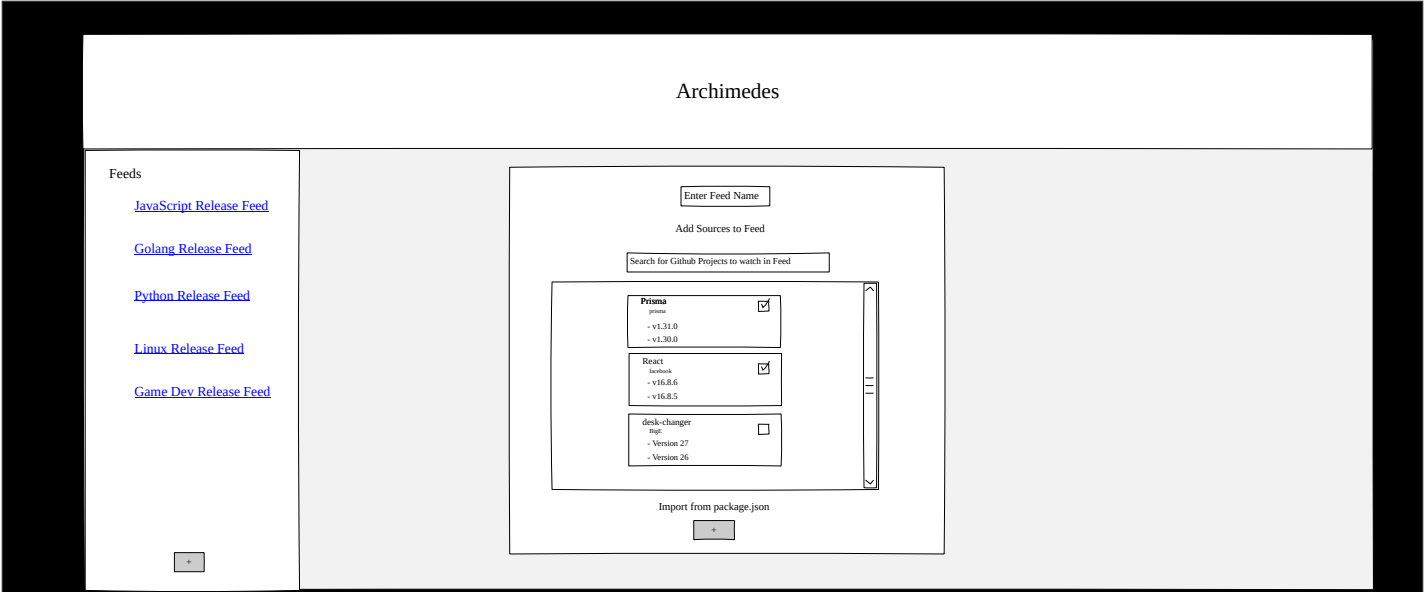 Archimedes
Feeds
JavaScript Release Feed
Golang Release Feed
Python Release Feed
Linux Release Feed
Game Dev Release Feed
+
Enter Feed Name
Add Sources to Feed
Search for Github Projects to watch in Feed
Prisma
prisma
- v1.31.0
- v1.30.0
React
facebook
- v16.8.6
- v16.8.5
desk-changer
BigE
- Version 27
- Version 26
Import from package.json
+